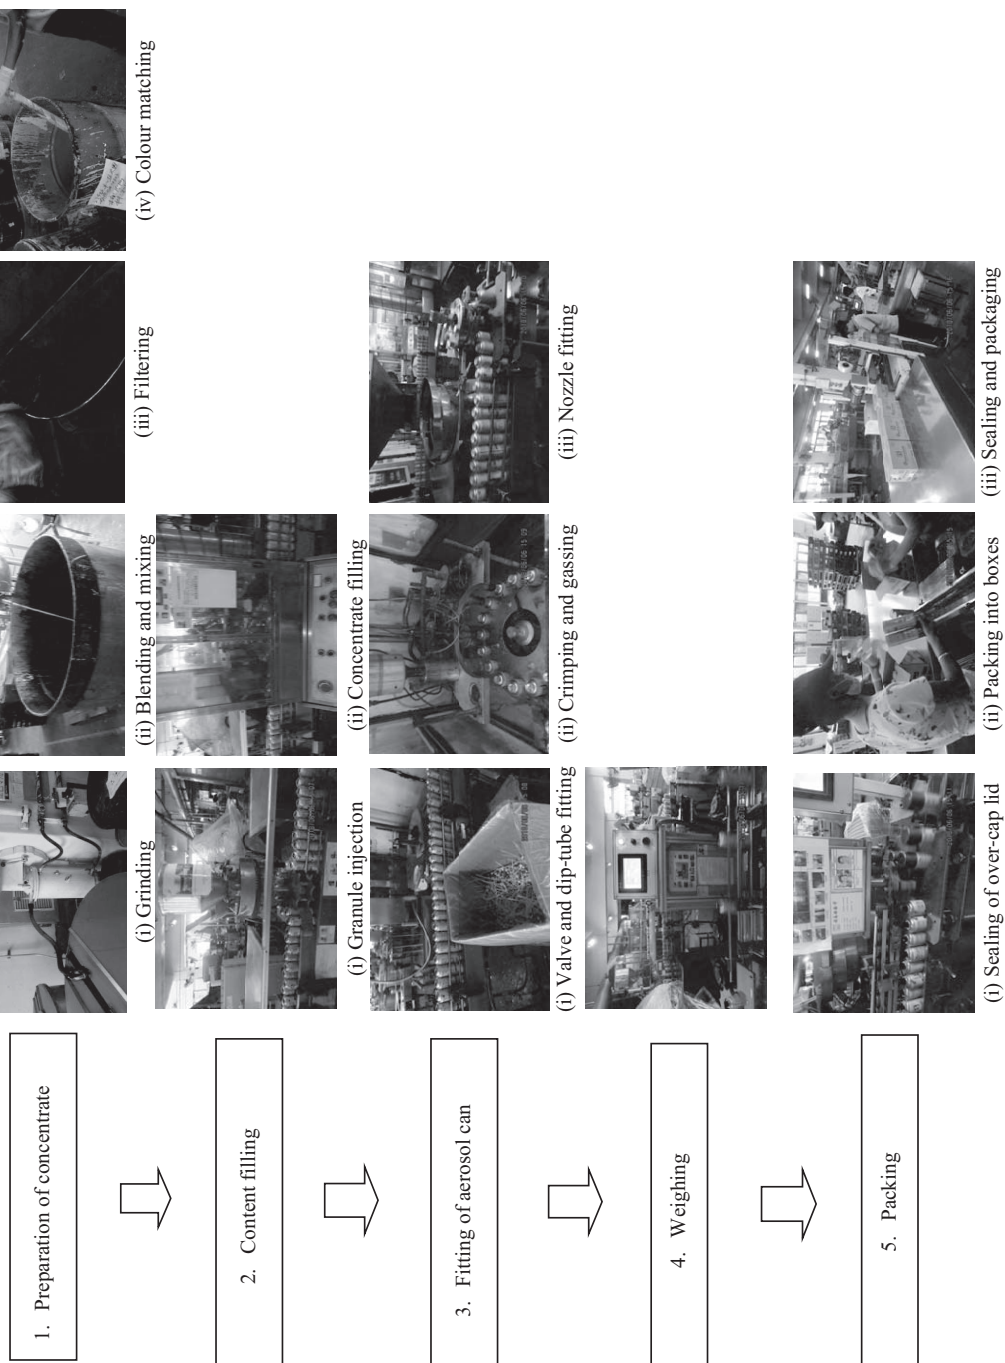 1. Preparation of concentrate
(i) Grinding
(ii) Blending and mixing
(iii) Filtering
(iv) Colour matching
2. Content filling
(i) Granule injection
(ii) Concentrate filling
3. Fitting of aerosol can
(i) Valve and dip-tube fitting
(ii) Crimping and gassing
(iii) Nozzle fitting
4. Weighing
5. Packing
(i) Sealing of over-cap lid
(ii) Packing into boxes
(iii) Sealing and packaging